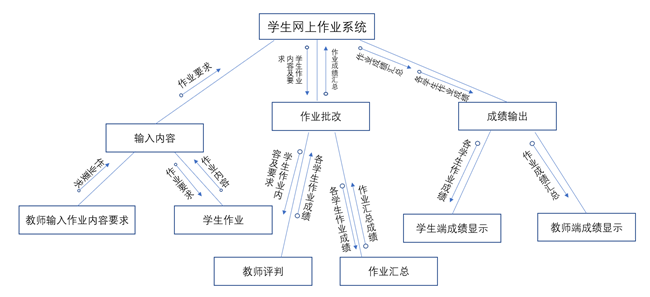 学生网上作业系统
作业要求
学生作业
内容及要
求
作业成绩汇总
作业成绩汇总
各学生作业成绩
输入内容
作业批改
成绩输出
作业要求
作业要求
作业内容
学生作业内
容及要求
各学生作业成绩
各学生作业成绩
作业汇总成绩
各学生作业成绩
作业成绩汇总
教师输入作业内容要求
学生作业
学生端成绩显示
教师端成绩显示
教师评判
作业汇总